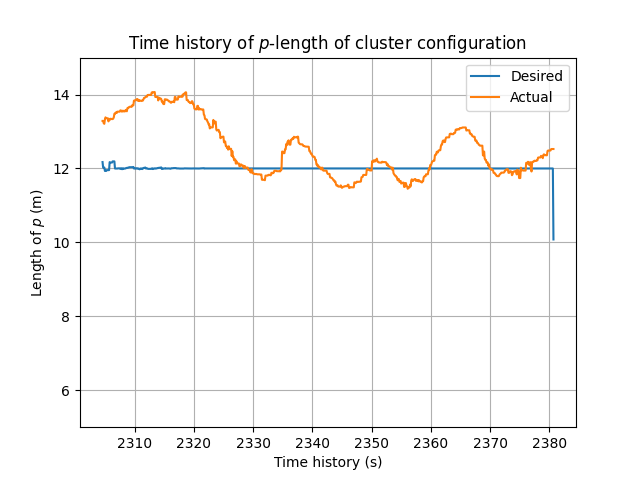 Time history of p-length of cluster configuration
Desired
Actual
14
12
10
8
6
Length of p (m)
2310 2320 2330 2340 2350 2360 2370 2380
Time history (s)